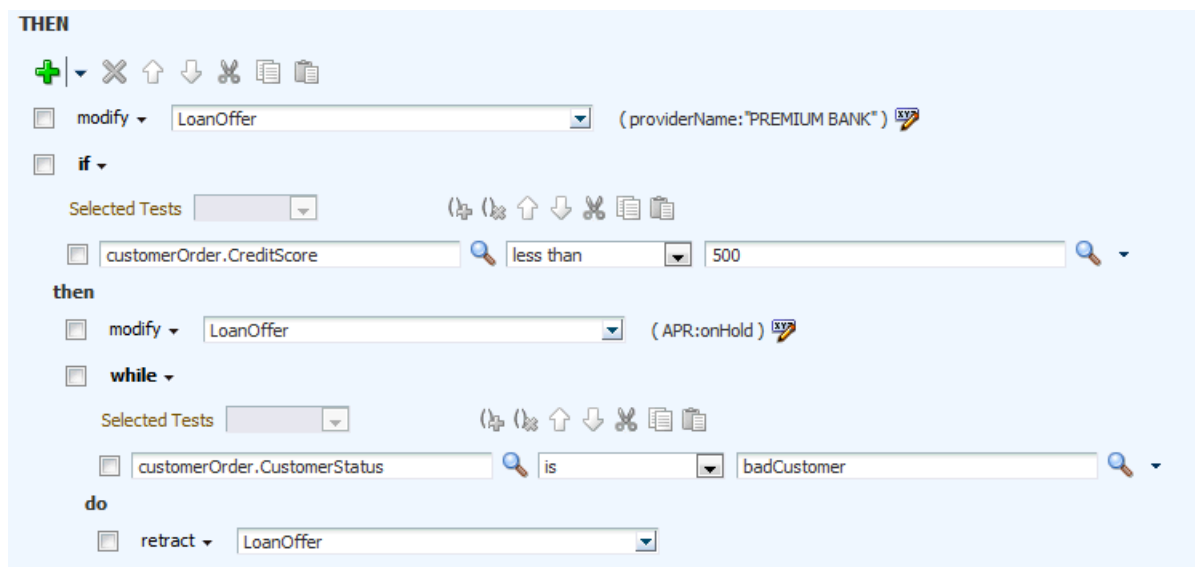 THEN
modify LoanOffer (providerName:"PREMIUM BANK")
if
Selected Tests
customerOrder.CreditScore less than 500
then
modify LoanOffer (APR:onHold)
while
Selected Tests
customerOrder.CustomerStatus is badCustomer
do
retract LoanOffer